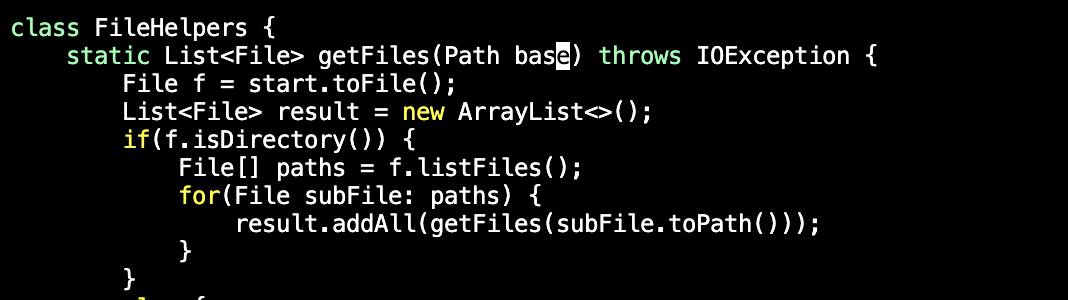 class FileHelpers {
    static List<File> getFiles(Path base) throws IOException {
        File f = start.toFile();
        List<File> result = new ArrayList<>();
        if(f.isDirectory()) {
            File[] paths = f.listFiles();
            for(File subFile: paths) {
                result.addAll(getFiles(subFile.toPath()));
            }
        }